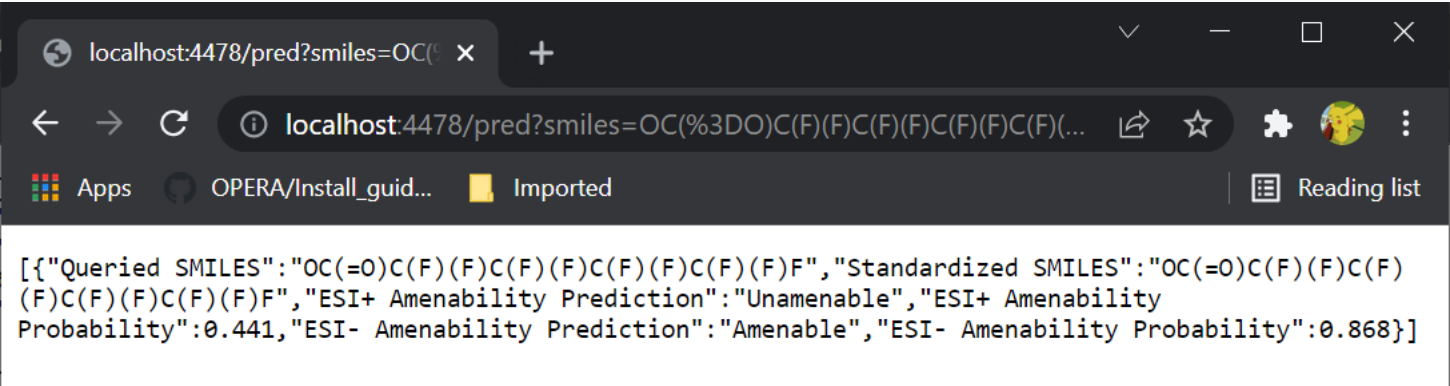 localhost:4478/pred?smiles=OC(%
localhost:4478/pred?smiles=OC(%3DO)C(F)(F)C(F)(F)C(F)(F)C(F)(...
Apps OPERA/Install_guid... Imported Reading list
[{"Queried SMILES":"OC(=O)C(F)(F)C(F)(F)C(F)(F)C(F)(F)F","Standardized SMILES":"OC(=O)C(F)(F)C(F)
(F)C(F)(F)C(F)(F)F","ESI+ Amenability Prediction":"Unamenable","ESI+ Amenability
Probability":0.441,"ESI- Amenability Prediction":"Amenable","ESI- Amenability Probability":0.868}]